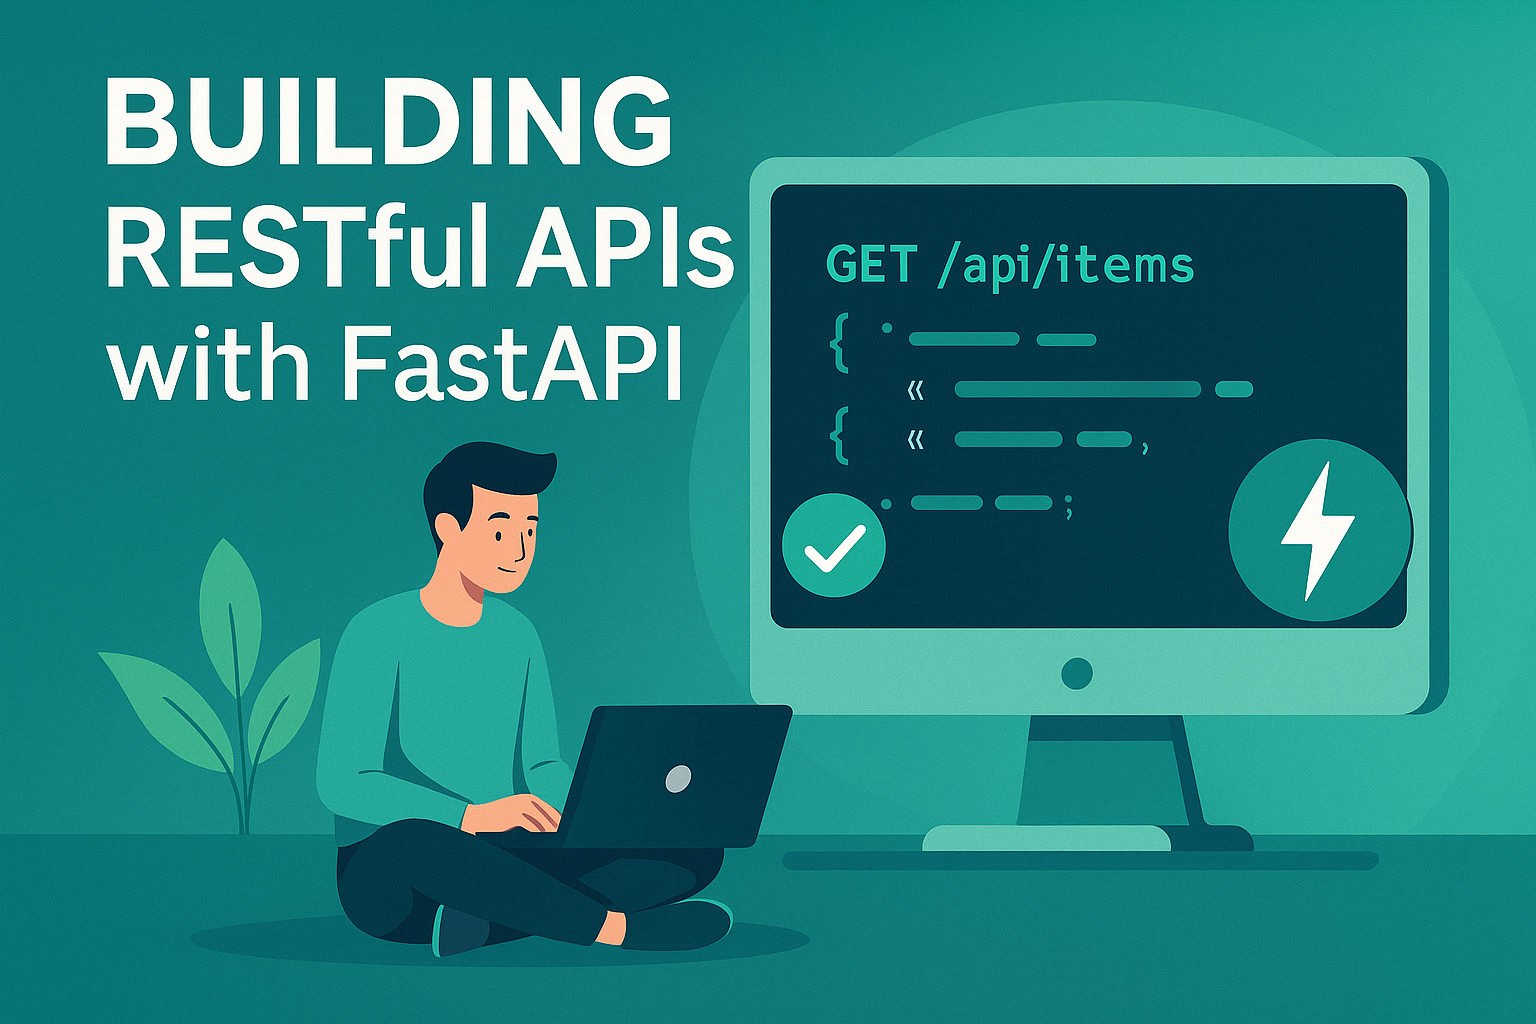 BUILDING
RESTful APIs
with FastAPI
GET /api/items
{
«
{ « ,
;